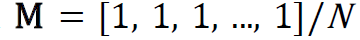 𝐌 = [1, 1, 1, ..., 1]/𝑁